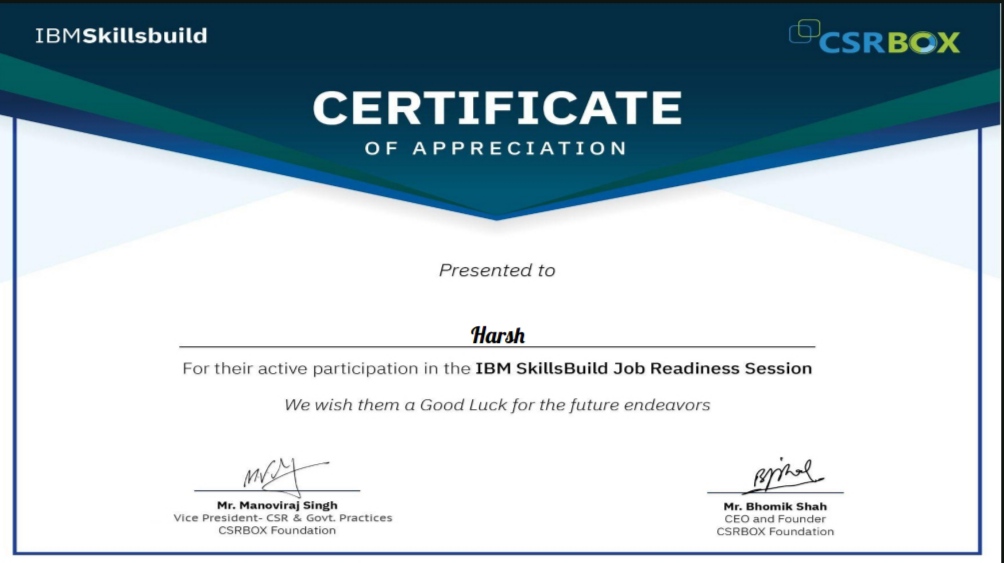 IBMSkillsbuild
CSRBOX
CERTIFICATE
OF APPRECIATION
Presented to
Harsh
For their active participation in the IBM SkillsBuild Job Readiness Session
We wish them a Good Luck for the future endeavors
Mr. Manoviraj Singh
Vice President- CSR & Govt. Practices
CSRBOX Foundation
Mr. Bhomik Shah
CEO and Founder
CSRBOX Foundation